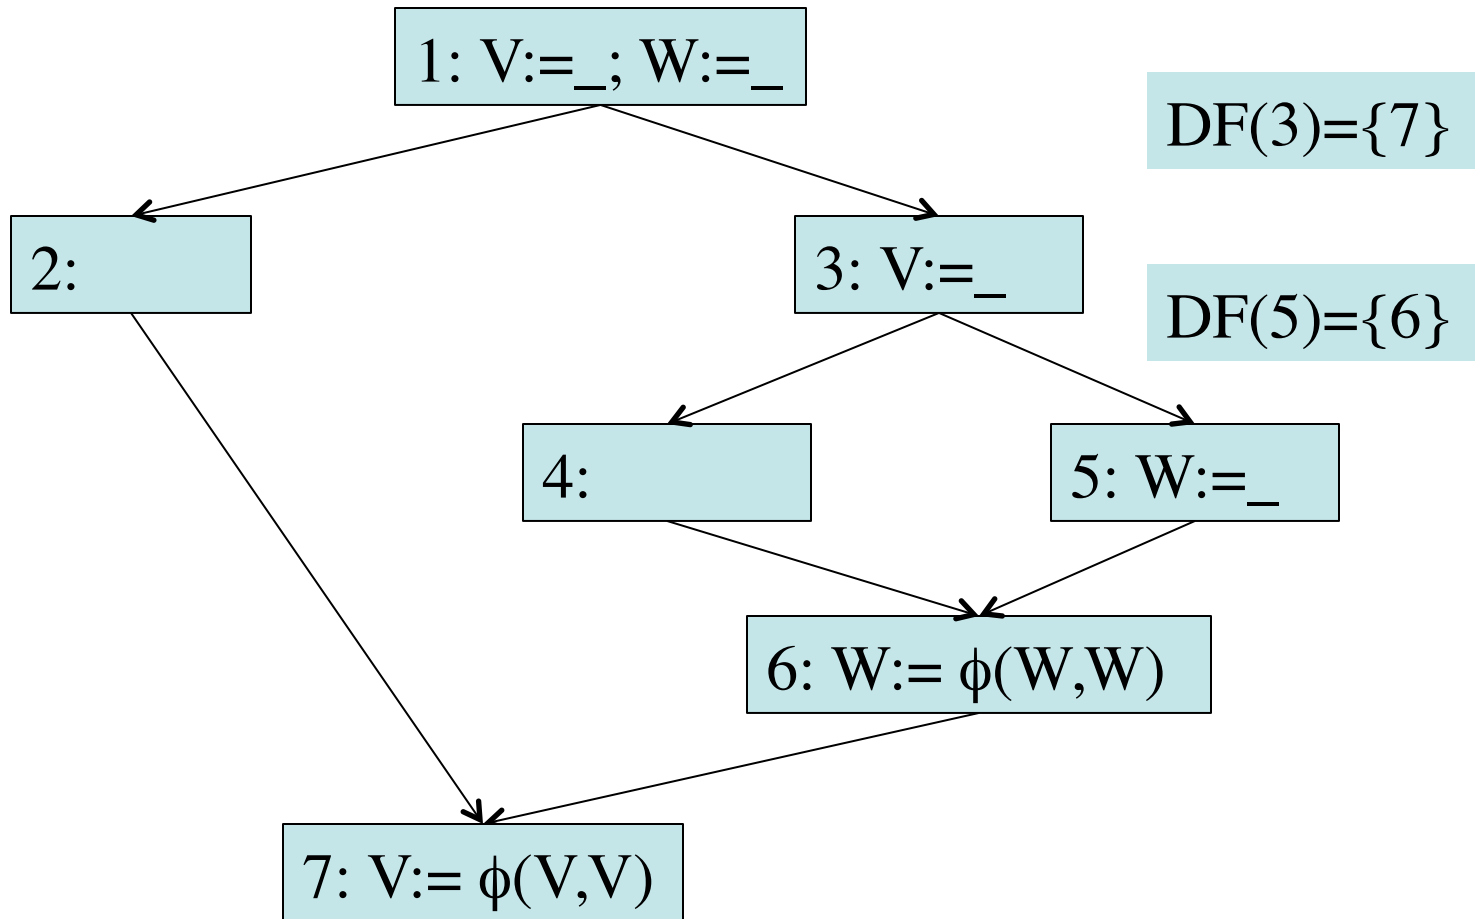 1: V:=_; W:=_
DF(3)={7}
2:
3: V:=_
DF(5)={6}
4:
5: W:=_
6: W:= ϕ(W,W)
7: V:= ϕ(V,V)